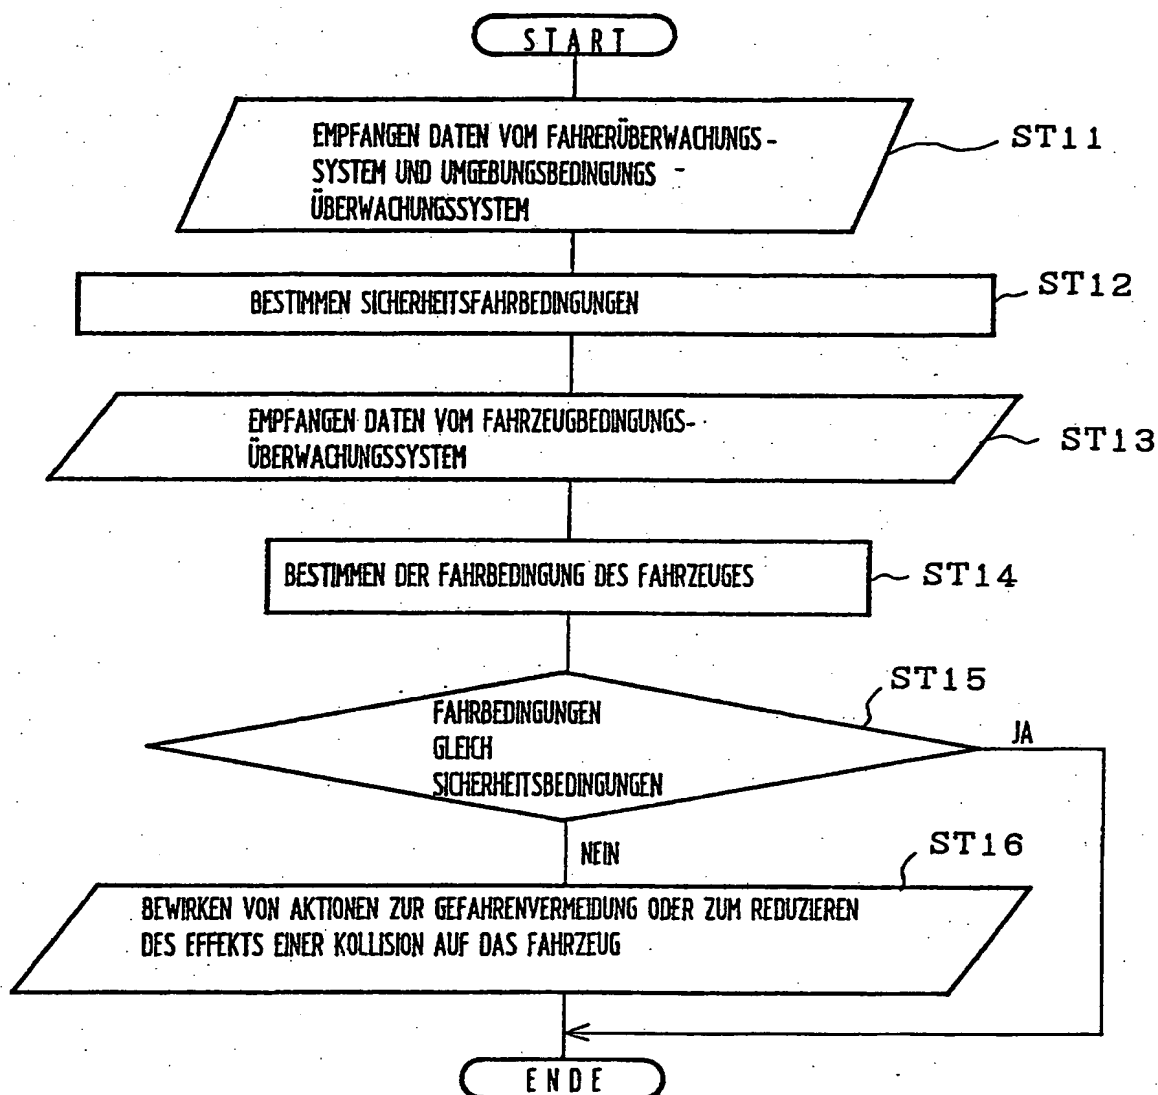 START
EMPFANGEN DATEN VOM FAHRERÜBERWACHUNGS-
SYSTEM UND UMGEBUNGSBEDINGUNGS -
ÜBERWACHUNGSSYSTEM
ST11
BESTIMMEN SICHERHEITSFAHRBEDINGUNGEN
ST12
EMPFANGEN DATEN VOM FAHRZEUGBEDINGUNGS-
ÜBERWACHUNGSSYSTEM
ST13
BESTIMMEN DER FAHRBEDINGUNG DES FAHRZEUGES
ST14
ST15
FAHRBEDINGUNGEN
GLEICH
SICHERHEITSBEDINGUNGEN
JA
NEIN
ST16
BEWIRKEN VON AKTIONEN ZUR GEFAHRENVERMEIDUNG ODER ZUM REDUZIEREN
DES EFFEKTS EINER KOLLISION AUF DAS FAHRZEUG
ENDE